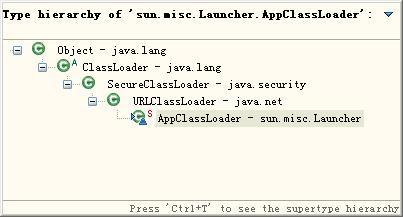 Type hierarchy of 'sun.misc.Launcher.AppClassLoader':
Object - java.lang
A ClassLoader - java.lang
SecureClassLoader - java.security
URLClassLoader - java.net
S AppClassLoader - sun.misc.Launcher
Press 'Ctrl+T' to see the supertype hierarchy